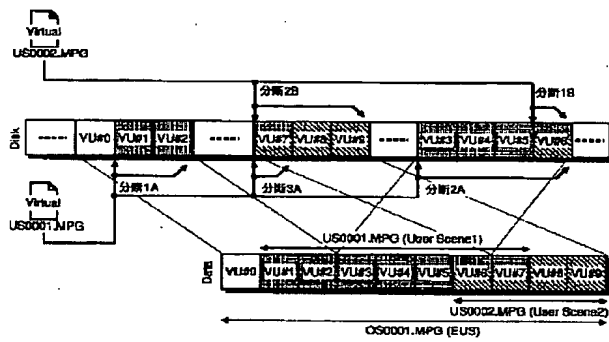 Virtual
US0002.MPG
分断2B
分断1B
Disk
VU#0 VU#1 VU#2 VU#7 VU#8 VU#9 VU#3 VU#4 VU#5 VU#6
分断1A
分断3A
分断2A
Virtual
US0001.MPG
US0001.MPG (User Scene1)
Data
VU#0 VU#1 VU#2 VU#3 VU#4 VU#5 VU#6 VU#7 VU#8 VU#9
US0002.MPG (User Scene2)
OS0001.MPG (EUS)